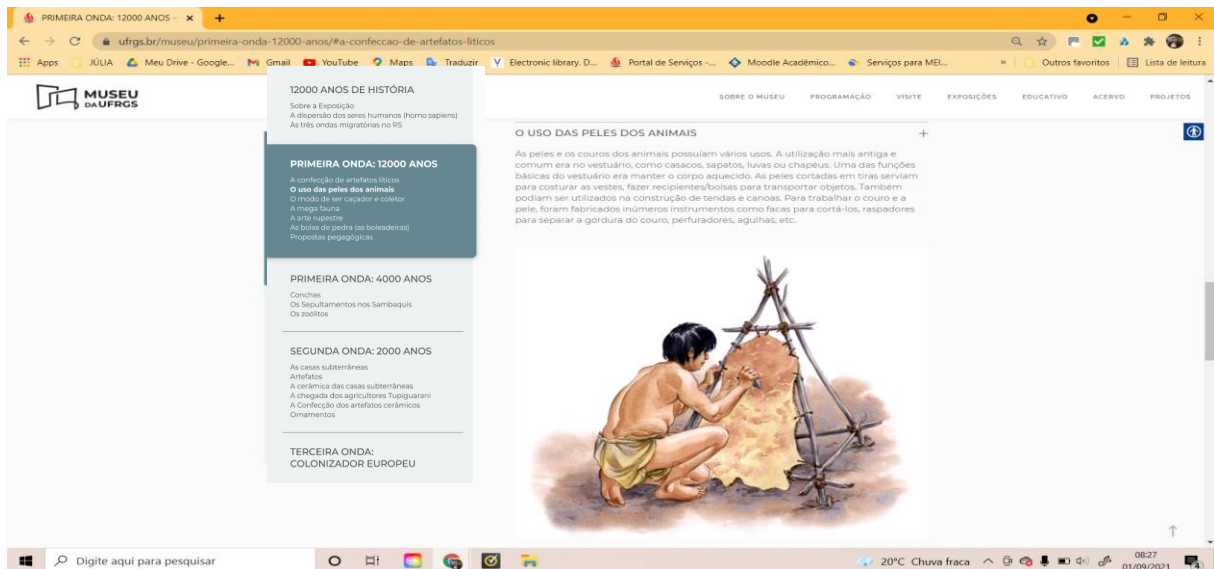 PRIMEIRA ONDA: 12000 ANOS –
ufrgs.br/museu/primeira-onda-12000-anos/#a-confeccao-de-artefatos-liticos
Apps
JÚLIA
Meu Drive - Google...
Gmail
YouTube
Maps
Traduzir
Electronic library. D...
Portal de Serviços -...
Moodle Acadêmico...
Serviços para MEI...
»
Outros favoritos
Lista de leitura
MUSEU
DA UFRGS
SOBRE O MUSEU
PROGRAMAÇÃO
VISITE
EXPOSIÇÕES
EDUCATIVO
ACERVO
PROJETOS
12000 ANOS DE HISTÓRIA
Sobre a Exposição
A dispersão dos seres humanos (homo sapiens)
As três ondas migratórias no RS
PRIMEIRA ONDA: 12000 ANOS
A confecção de artefatos líticos
O uso das peles dos animais
O modo de ser caçador e coletor
A mega fauna
A arte rupestre
As bolas de pedra (as boleadeiras)
Propostas pegagógicas
PRIMEIRA ONDA: 4000 ANOS
Conchas
Os Sepultamentos nos Sambaquis
Os zoólitos
SEGUNDA ONDA: 2000 ANOS
As casas subterrâneas
Artefatos
A cerâmica das casas subterrâneas
A chegada dos agricultores Tupiguarani
A Confecção dos artefatos cerâmicos
Ornamentos
TERCEIRA ONDA:
COLONIZADOR EUROPEU
O USO DAS PELES DOS ANIMAIS
As peles e os couros dos animais possuíam vários usos. A utilização mais antiga e
comum era no vestuário, como casacos, sapatos, luvas ou chapéus. Uma das funções
básicas do vestuário era manter o corpo aquecido. As peles cortadas em tiras serviam
para costurar as vestes, fazer recipientes/bolsas para transportar objetos. Também
podiam ser utilizados na construção de tendas e canoas. Para trabalhar o couro e a
pele, foram fabricados inúmeros instrumentos como facas para cortá-los, raspadores
para separar a gordura do couro, perfuradores, agulhas, etc.
Digite aqui para pesquisar
20°C Chuva fraca
08:27
01/09/2021